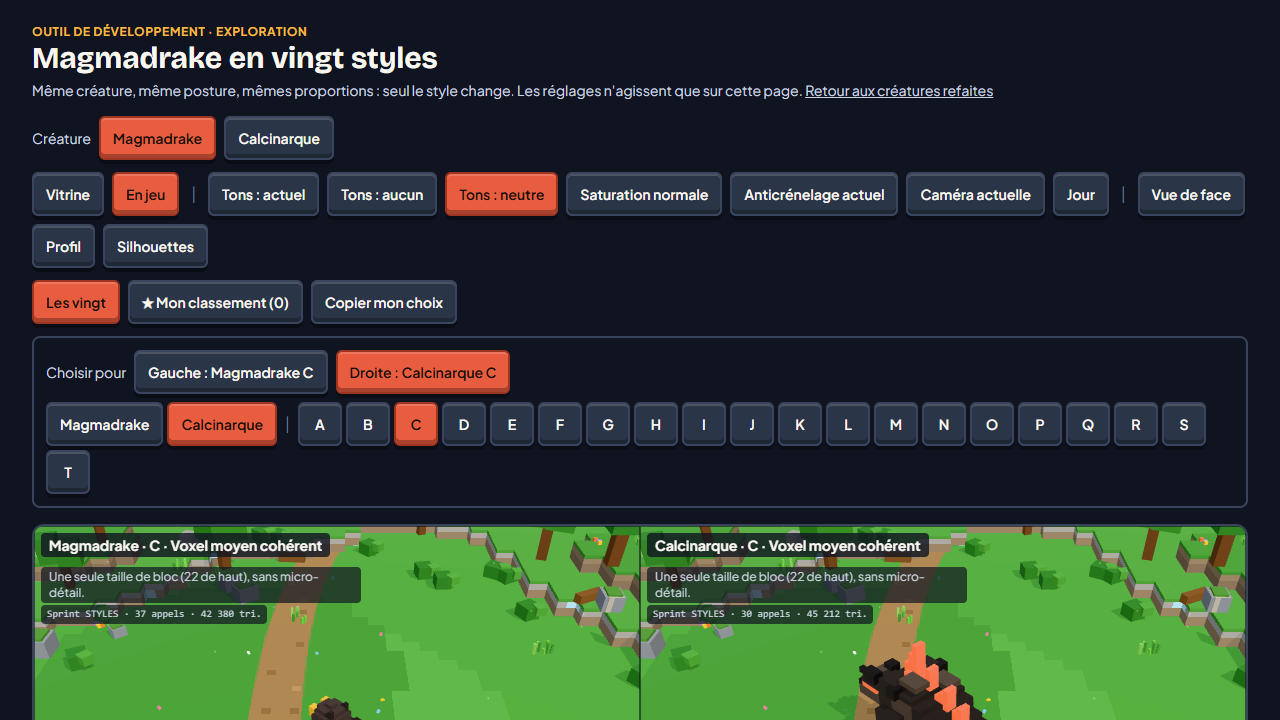 OUTIL DE DÉVELOPPEMENT · EXPLORATION
Magmadrake en vingt styles
Même créature, même posture, mêmes proportions : seul le style change. Les réglages n'agissent que sur cette page. Retour aux créatures refaites
Créature Magmadrake Calcinarque
Vitrine En jeu | Tons : actuel Tons : aucun Tons : neutre Saturation normale Anticrénelage actuel Caméra actuelle Jour | Vue de face
Profil Silhouettes
Les vingt ★ Mon classement (0) Copier mon choix
Choisir pour Gauche : Magmadrake C Droite : Calcinarque C
Magmadrake Calcinarque | A B C D E F G H I J K L M N O P Q R S
T
Magmadrake · C · Voxel moyen cohérent
Une seule taille de bloc (22 de haut), sans micro-
détail.
Sprint STYLES · 37 appels · 42 380 tri.
Calcinarque · C · Voxel moyen cohérent
Une seule taille de bloc (22 de haut), sans micro-
détail.
Sprint STYLES · 30 appels · 45 212 tri.